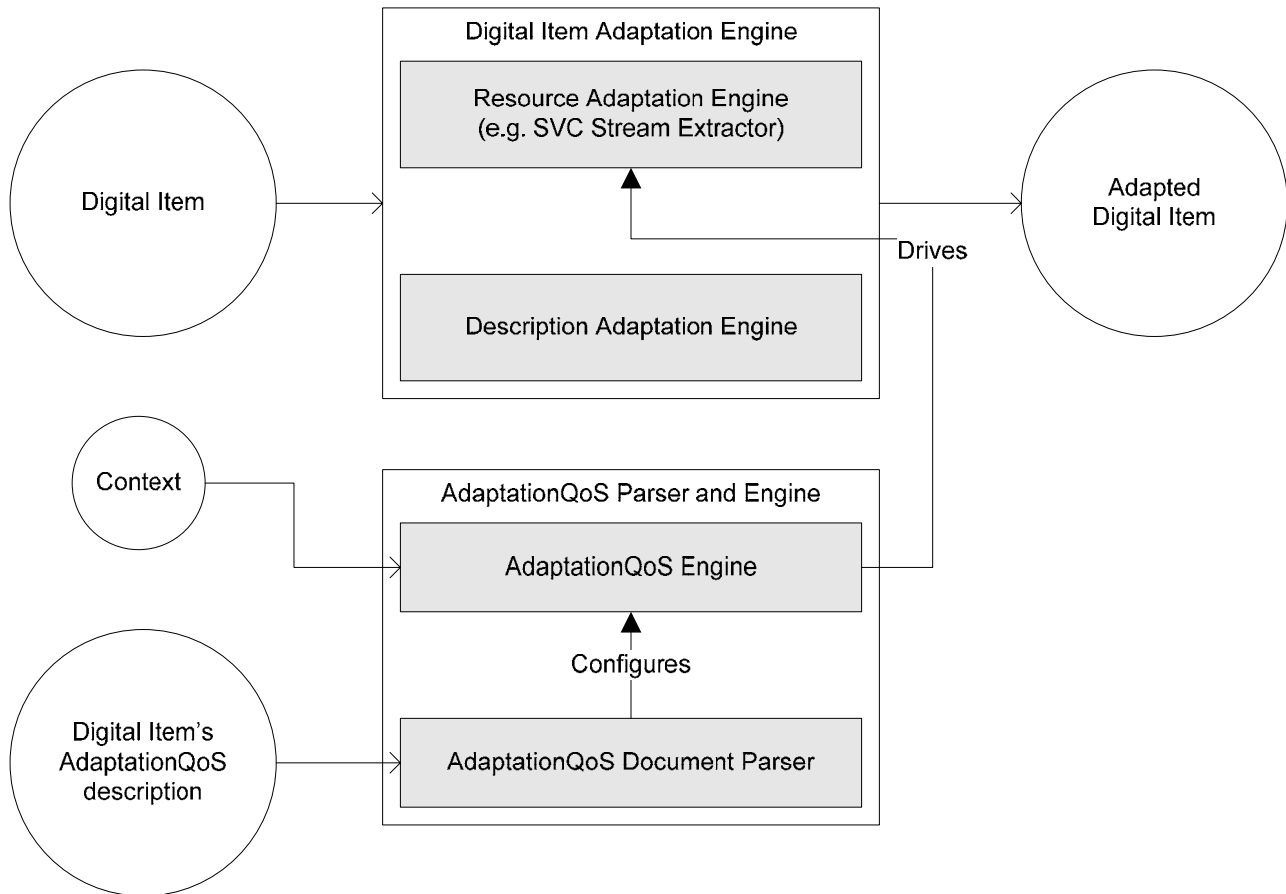 Digital Item Adaptation Engine
Resource Adaptation Engine
(e.g. SVC Stream Extractor)
Digital Item
Adapted
Digital Item
Drives
Description Adaptation Engine
Context
AdaptationQoS Parser and Engine
AdaptationQoS Engine
Configures
Digital Item's
AdaptationQoS
description
AdaptationQoS Document Parser